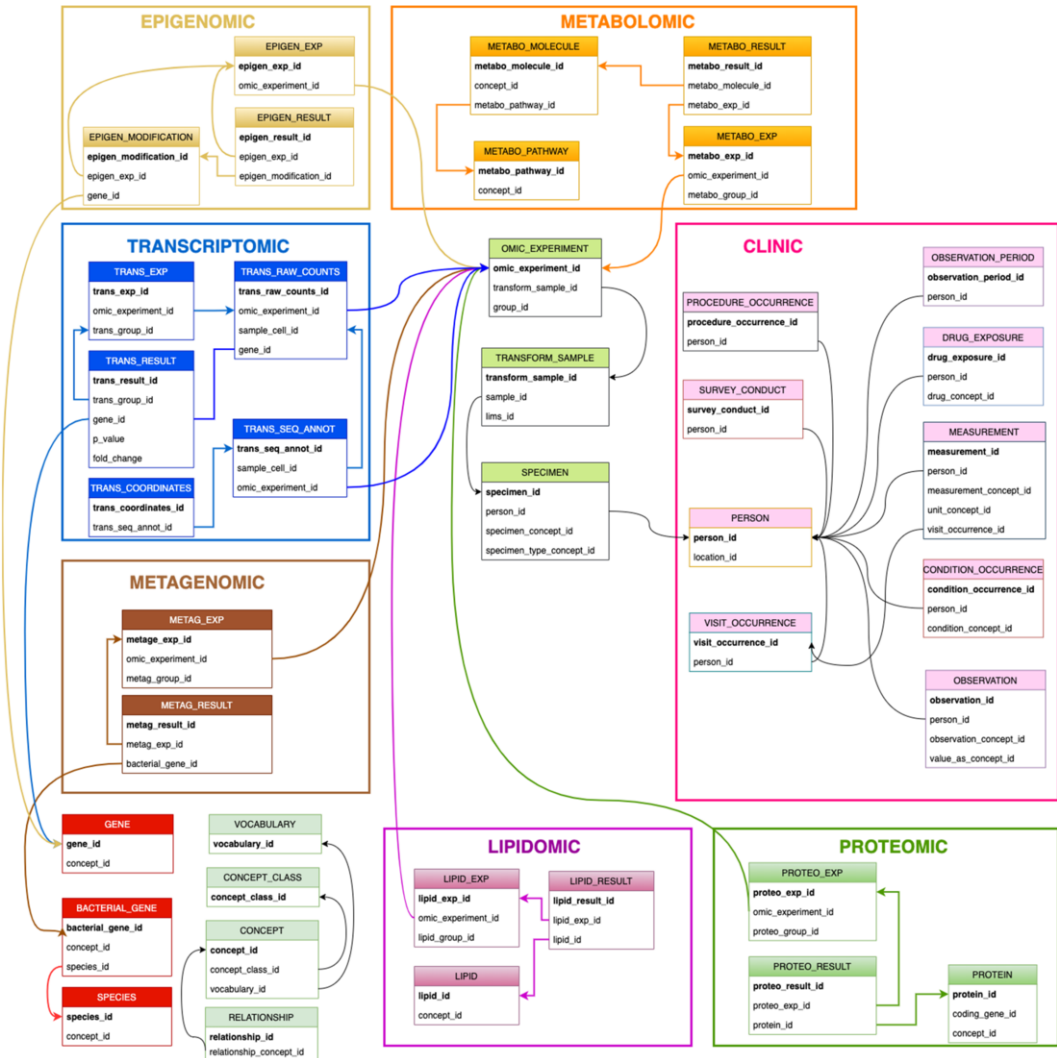 EPIGENOMIC
EPIGEN_EXP
epigen_exp_id
omic_experiment_id
EPIGEN_RESULT
epigen_result_id
epigen_exp_id
epigen_modification_id
EPIGEN_MODIFICATION
epigen_modification_id
epigen_exp_id
gene_id
METABOLOMIC
METABO_MOLECULE
metabo_molecule_id
concept_id
metabo_pathway_id
METABO_RESULT
metabo_result_id
metabo_molecule_id
metabo_exp_id
METABO_PATHWAY
metabo_pathway_id
concept_id
METABO_EXP
metabo_exp_id
omic_experiment_id
metabo_group_id
TRANSCRIPTOMIC
TRANS_EXP
trans_exp_id
omic_experiment_id
trans_group_id
TRANS_RAW_COUNTS
trans_raw_counts_id
omic_experiment_id
sample_cell_id
gene_id
TRANS_RESULT
trans_result_id
trans_group_id
gene_id
p_value
fold_change
TRANS_SEQ_ANNOT
trans_seq_annot_id
sample_cell_id
omic_experiment_id
TRANS_COORDINATES
trans_coordinates_id
trans_seq_annot_id
OMIC_EXPERIMENT
omic_experiment_id
transform_sample_id
group_id
TRANSFORM_SAMPLE
transform_sample_id
sample_id
lims_id
SPECIMEN
specimen_id
person_id
specimen_concept_id
specimen_type_concept_id
CLINIC
PROCEDURE_OCCURRENCE
procedure_occurrence_id
person_id
SURVEY_CONDUCT
survey_conduct_id
person_id
PERSON
person_id
location_id
VISIT_OCCURRENCE
visit_occurrence_id
person_id
OBSERVATION_PERIOD
observation_period_id
person_id
DRUG_EXPOSURE
drug_exposure_id
person_id
drug_concept_id
MEASUREMENT
measurement_id
person_id
measurement_concept_id
unit_concept_id
visit_occurrence_id
CONDITION_OCCURRENCE
condition_occurrence_id
person_id
condition_concept_id
OBSERVATION
observation_id
person_id
observation_concept_id
value_as_concept_id
METAGENOMIC
METAG_EXP
metage_exp_id
omic_experiment_id
metag_group_id
METAG_RESULT
metag_result_id
metag_exp_id
bacterial_gene_id
GENE
gene_id
concept_id
BACTERIAL_GENE
bacterial_gene_id
concept_id
species_id
SPECIES
species_id
concept_id
VOCABULARY
vocabulary_id
CONCEPT_CLASS
concept_class_id
CONCEPT
concept_id
concept_class_id
vocabulary_id
RELATIONSHIP
relationship_id
relationship_concept_id
LIPIDOMIC
LIPID_EXP
lipid_exp_id
omic_experiment_id
lipid_group_id
LIPID_RESULT
lipid_result_id
lipid_exp_id
lipid_id
LIPID
lipid_id
concept_id
PROTEOMIC
PROTEO_EXP
proteo_exp_id
omic_experiment_id
proteo_group_id
PROTEO_RESULT
proteo_result_id
proteo_exp_id
protein_id
PROTEIN
protein_id
coding_gene_id
concept_id